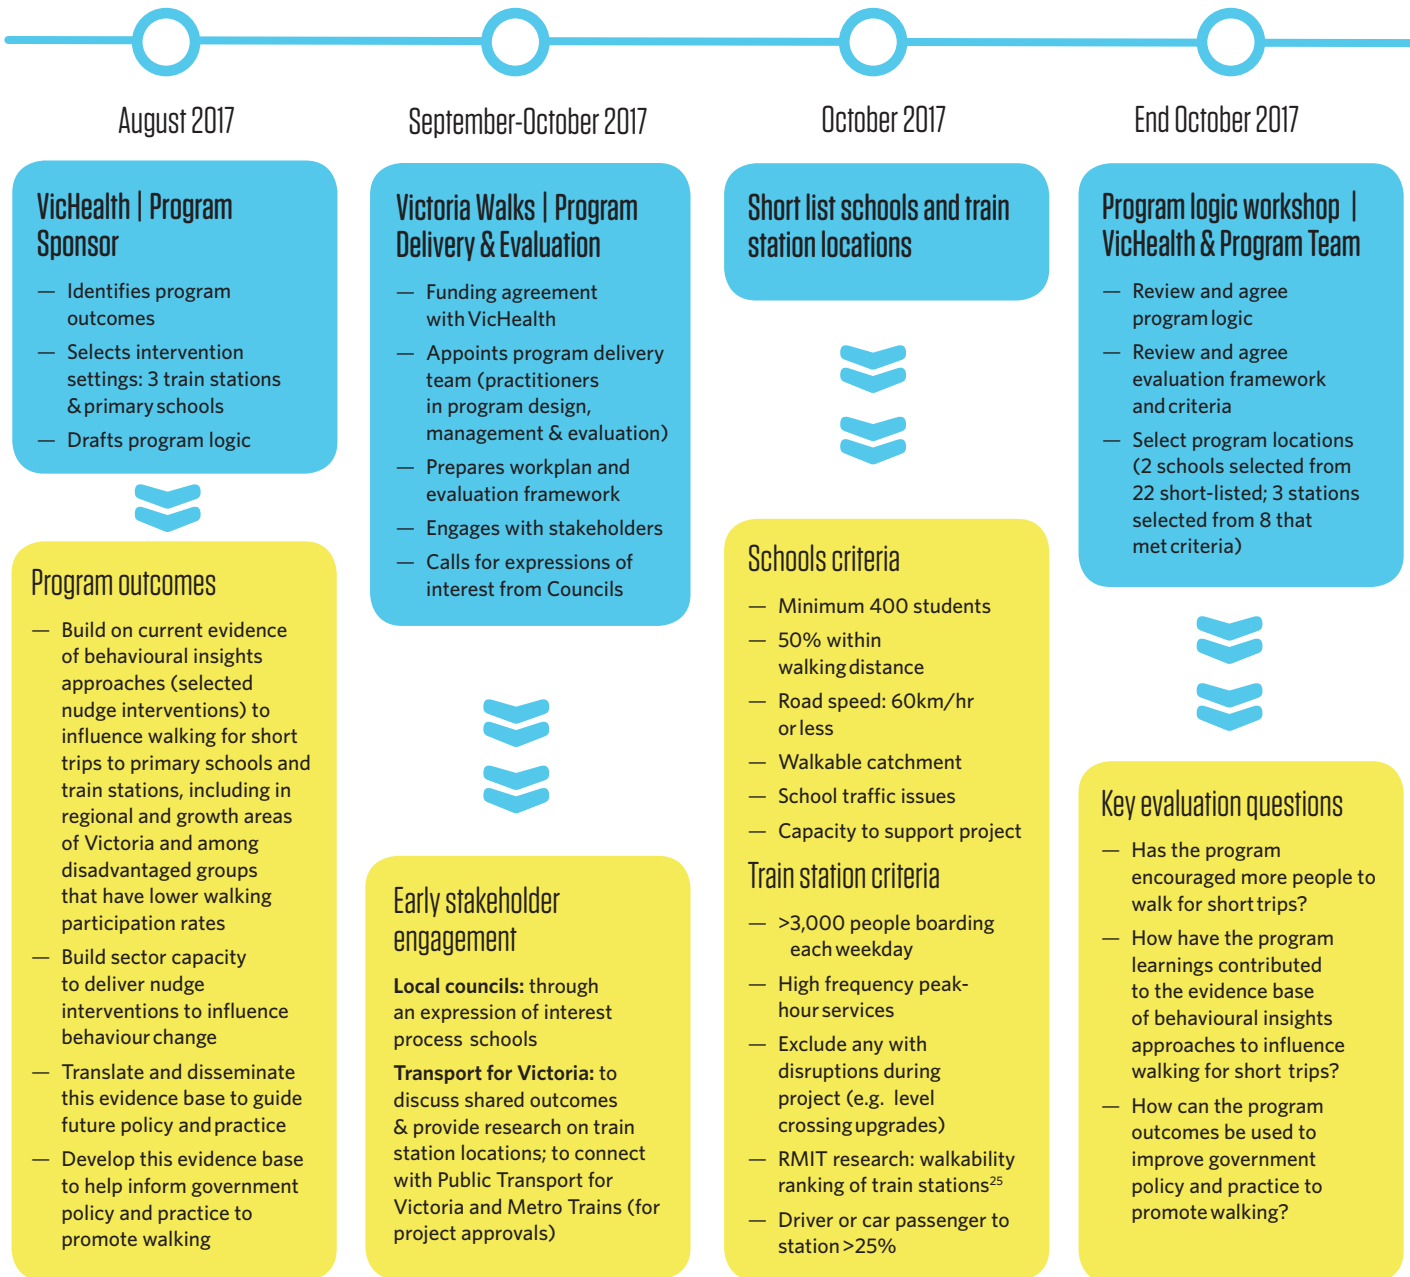 August 2017
VicHealth | Program
Sponsor
— Identifies program
outcomes
— Selects intervention
settings: 3 train stations
& primary schools
— Drafts program logic
Program outcomes
— Build on current evidence
of behavioural insights
approaches (selected
nudge interventions) to
influence walking for short
trips to primary schools and
train stations, including in
regional and growth areas
of Victoria and among
disadvantaged groups
that have lower walking
participation rates
— Build sector capacity
to deliver nudge
interventions to influence
behaviour change
— Translate and disseminate
this evidence base to guide
future policy and practice
— Develop this evidence base
to help inform government
policy and practice to
promote walking
September-October 2017
Victoria Walks | Program
Delivery & Evaluation
— Funding agreement
with VicHealth
— Appoints program delivery
team (practitioners
in program design,
management & evaluation)
— Prepares workplan and
evaluation framework
— Engages with stakeholders
— Calls for expressions of
interest from Councils
Early stakeholder
engagement
Local councils: through
an expression of interest
process schools
Transport for Victoria: to
discuss shared outcomes
& provide research on train
station locations; to connect
with Public Transport for
Victoria and Metro Trains (for
project approvals)
October 2017
Short list schools and train
station locations
Schools criteria
— Minimum 400 students
— 50% within
walking distance
— Road speed: 60km/hr
or less
— Walkable catchment
— School traffic issues
— Capacity to support project
Train station criteria
— >3,000 people boarding
each weekday
— High frequency peak-
hour services
— Exclude any with
disruptions during
project (e.g. level
crossing upgrades)
— RMIT research: walkability
ranking of train stations25
— Driver or car passenger to
station >25%
End October 2017
Program logic workshop |
VicHealth & Program Team
— Review and agree
program logic
— Review and agree
evaluation framework
and criteria
— Select program locations
(2 schools selected from
22 short-listed; 3 stations
selected from 8 that
met criteria)
Key evaluation questions
— Has the program
encouraged more people to
walk for short trips?
— How have the program
learnings contributed
to the evidence base
of behavioural insights
approaches to influence
walking for short trips?
— How can the program
outcomes be used to
improve government
policy and practice to
promote walking?